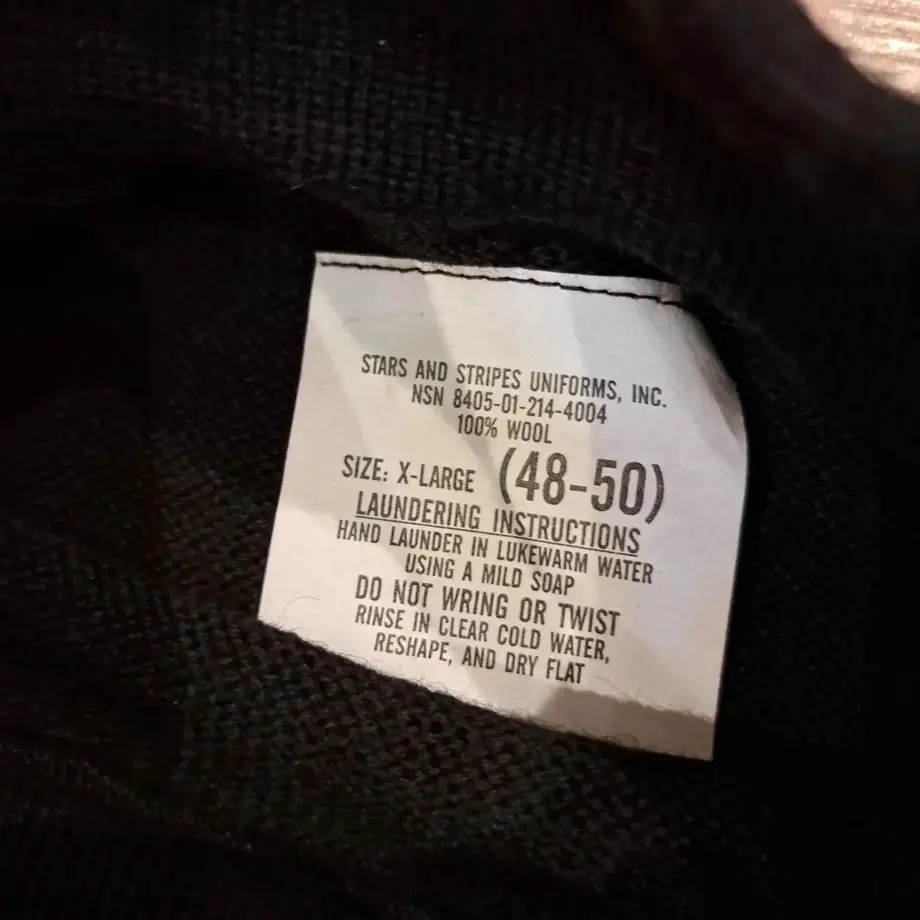 STARS AND STRIPES UNIFORMS, INC.
NSN 8405-01-214-4004
100% WOOL
SIZE: X-LARGE (48-50)
LAUNDERING INSTRUCTIONS
HAND LAUNDER IN LUKEWARM WATER
USING A MILD SOAP
DO NOT WRING OR TWIST
RINSE IN CLEAR COLD WATER,
RESHAPE, AND DRY FLAT